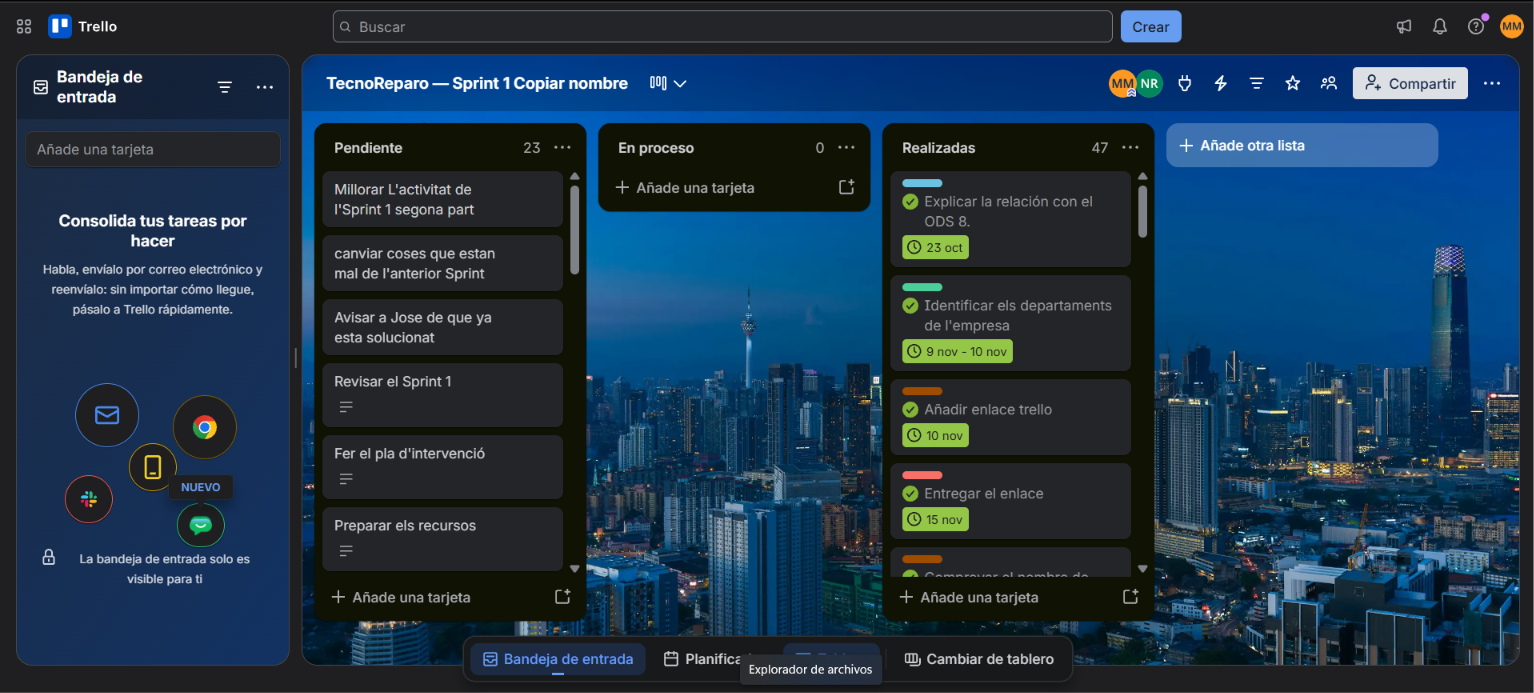 Trello
Buscar
Crear
MM
Bandeja de
entrada
Añade una tarjeta
Consolida tus tareas por
hacer
Habla, envíalo por correo electrónico y
reenvíalo: sin importar cómo llegue,
pásalo a Trello rápidamente.
NUEVO
La bandeja de entrada solo es
visible para ti
TecnoReparo — Sprint 1 Copiar nombre
MM
NR
Compartir
Pendiente
23
Millorar L'activitat de
l'Sprint 1 segona part
canviar coses que estan
mal de l'anterior Sprint
Avisar a Jose de que ya
esta solucionat
Revisar el Sprint 1
Fer el pla d'intervenció
Preparar els recursos
Añade una tarjeta
En proceso
0
Añade una tarjeta
Realizadas
47
Explicar la relación con el
ODS 8.
23 oct
Identificar els departaments
de l'empresa
9 nov - 10 nov
Añadir enlace trello
10 nov
Entregar el enlace
15 nov
Añade una tarjeta
Añade otra lista
Bandeja de entrada
Planifica
Explorador de archivos
Cambiar de tablero